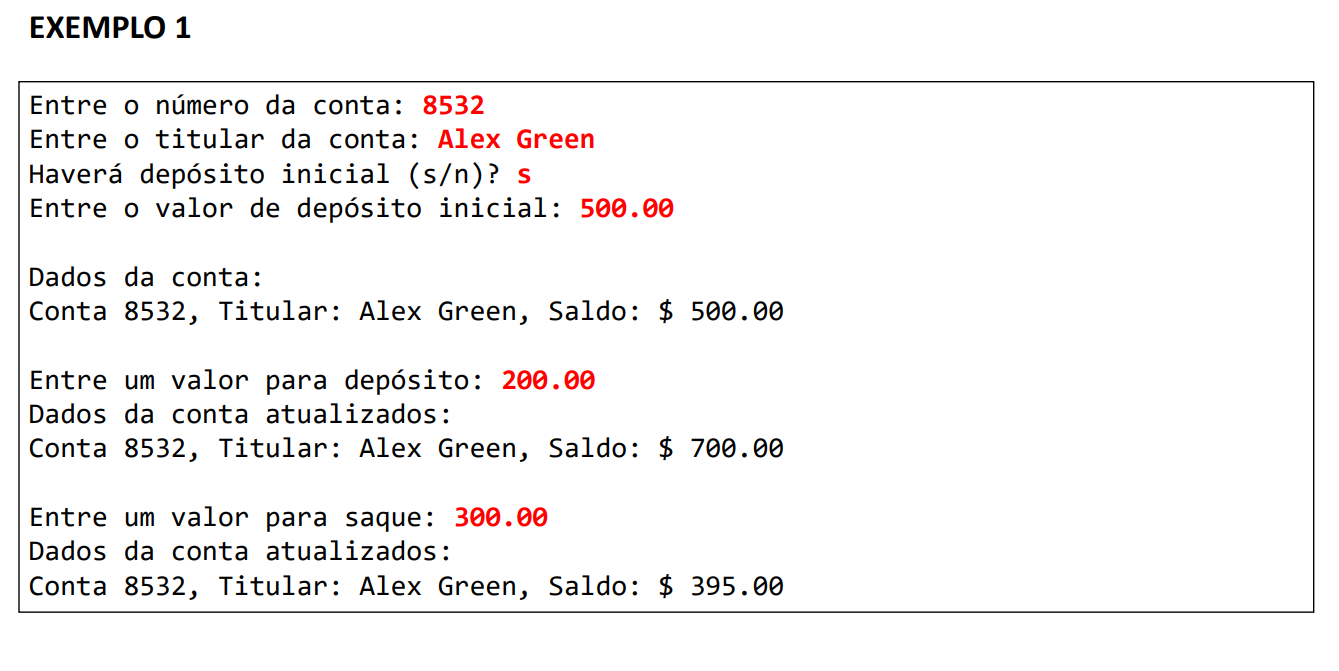 EXEMPLO 1
Entre o número da conta: 8532
Entre o titular da conta: Alex Green
Haverá depósito inicial (s/n)? s
Entre o valor de depósito inicial: 500.00
Dados da conta:
Conta 8532, Titular: Alex Green, Saldo: $ 500.00
Entre um valor para depósito: 200.00
Dados da conta atualizados:
Conta 8532, Titular: Alex Green, Saldo: $ 700.00
Entre um valor para saque: 300.00
Dados da conta atualizados:
Conta 8532, Titular: Alex Green, Saldo: $ 395.00